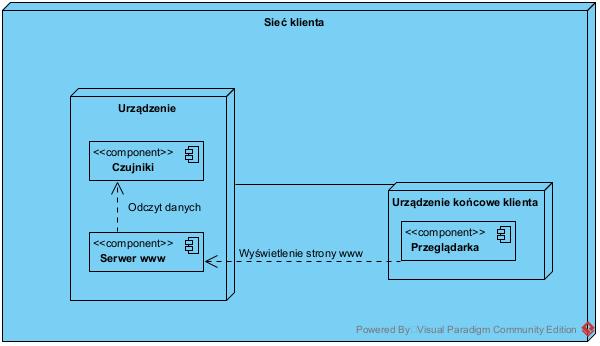 Sieć klienta
Urządzenie
<<component>>
Czujniki
Odczyt danych
<<component>>
Serwer www
Urządzenie końcowe klienta
<<component>>
Przeglądarka
Wyświetlenie strony www
Powered By: Visual Paradigm Community Edition